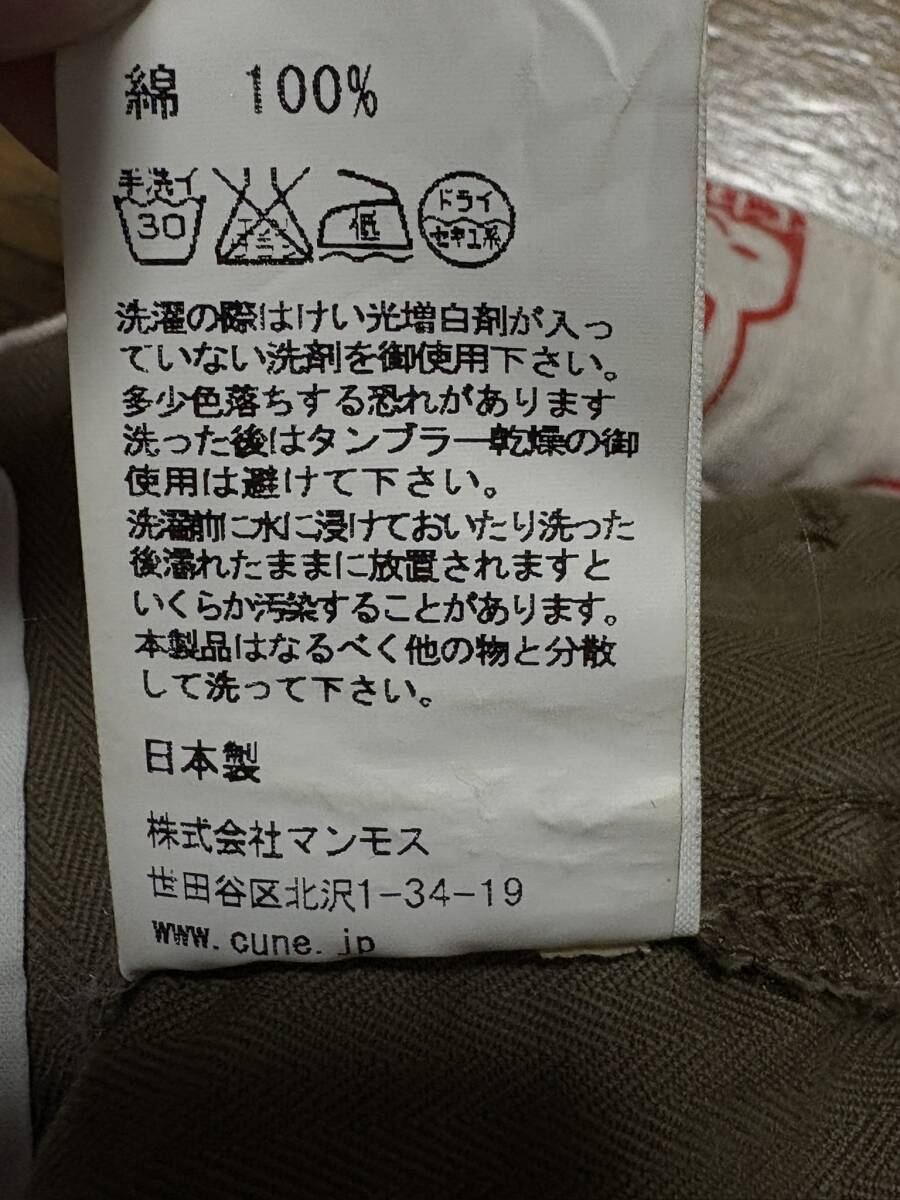 綿 100%
手洗イ
30 低 ドライ
セキユ系
洗濯の際はけい光増白剤が入っ
ていない洗剤を御使用下さい。
多少色落ちする恐れがあります
洗った後はタンブラー乾燥の御
使用は避けて下さい。
洗濯前に水に浸けておいたり洗った
後濡れたままに放置されますと
いくらか汚染することがあります。
本製品はなるべく他の物と分散
して洗って下さい。
日本製
株式会社マンモス
世田谷区北沢1-34-19
www.cune.jp